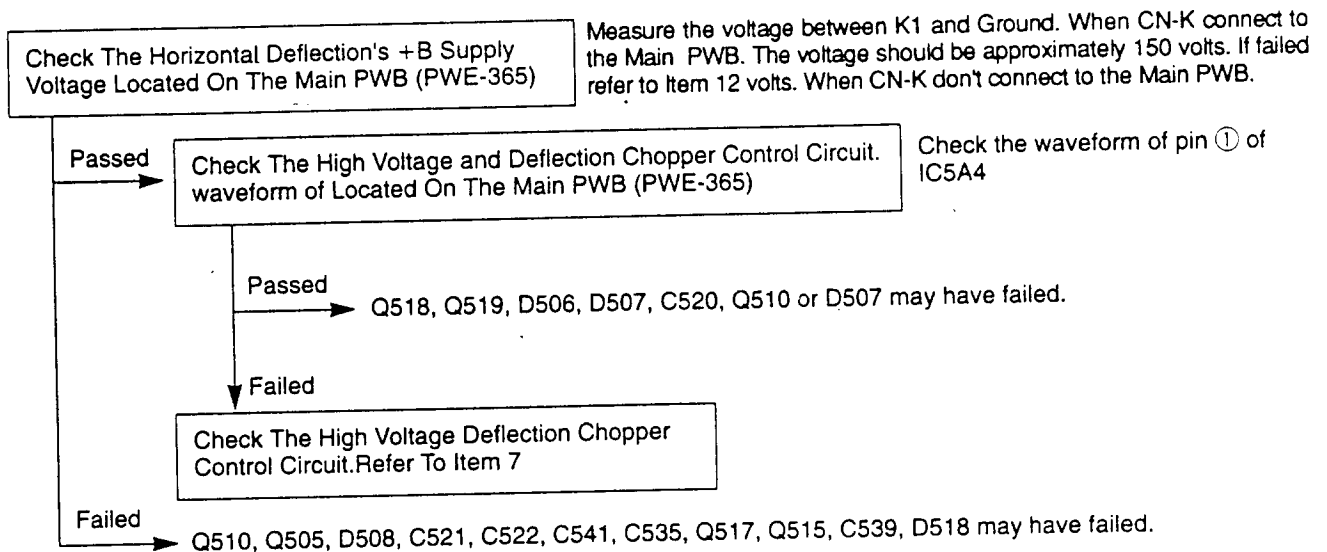 Check The Horizontal Deflection's +B Supply
Voltage Located On The Main PWB (PWE-365)
Measure the voltage between K1 and Ground. When CN-K connect to
the Main PWB. The voltage should be approximately 150 volts. If failed
refer to Item 12 volts. When CN-K don't connect to the Main PWB.
Passed
Check The High Voltage and Deflection Chopper Control Circuit.
waveform of Located On The Main PWB (PWE-365)
Check the waveform of pin ① of
IC5A4
Passed
Q518, Q519, D506, D507, C520, Q510 or D507 may have failed.
Failed
Check The High Voltage Deflection Chopper
Control Circuit.Refer To Item 7
Failed
Q510, Q505, D508, C521, C522, C541, C535, Q517, Q515, C539, D518 may have failed.